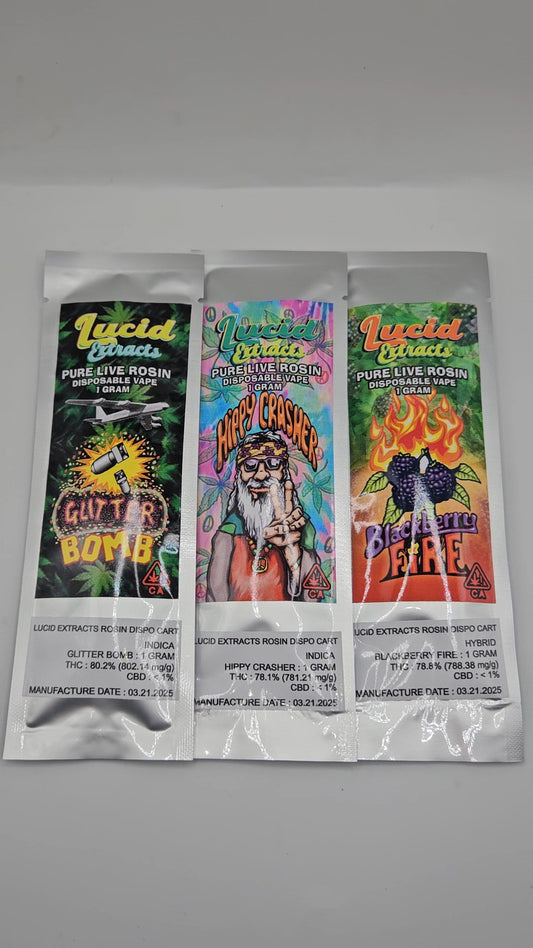 Lucid
Extracts
PURE LIVE ROSIN
DISPOSABLE VAPE
1 GRAM
GLITTER
BOMB
CA
LUCID EXTRACTS ROSIN DISPO CART
INDICA
GLITTER BOMB : 1 GRAM
THC : 80.2% (802.14 mg/g)
CBD : < 1%
MANUFACTURE DATE : 03.21.2025
Lucid
Extracts
PURE LIVE ROSIN
DISPOSABLE VAPE
1 GRAM
HIPPY CRASHER
CA
LUCID EXTRACTS ROSIN DISPO CART
INDICA
HIPPY CRASHER : 1 GRAM
THC : 78.1% (781.21 mg/g)
CBD : < 1%
MANUFACTURE DATE : 03.21.2025
Lucid
Extracts
PURE LIVE ROSIN
DISPOSABLE VAPE
1 GRAM
Blackberry
FIRE
CA
LUCID EXTRACTS ROSIN DISPO CART
HYBRID
BLACKBERRY FIRE : 1 GRAM
THC : 78.8% (788.38 mg/g)
CBD : < 1%
MANUFACTURE DATE : 03.21.2025